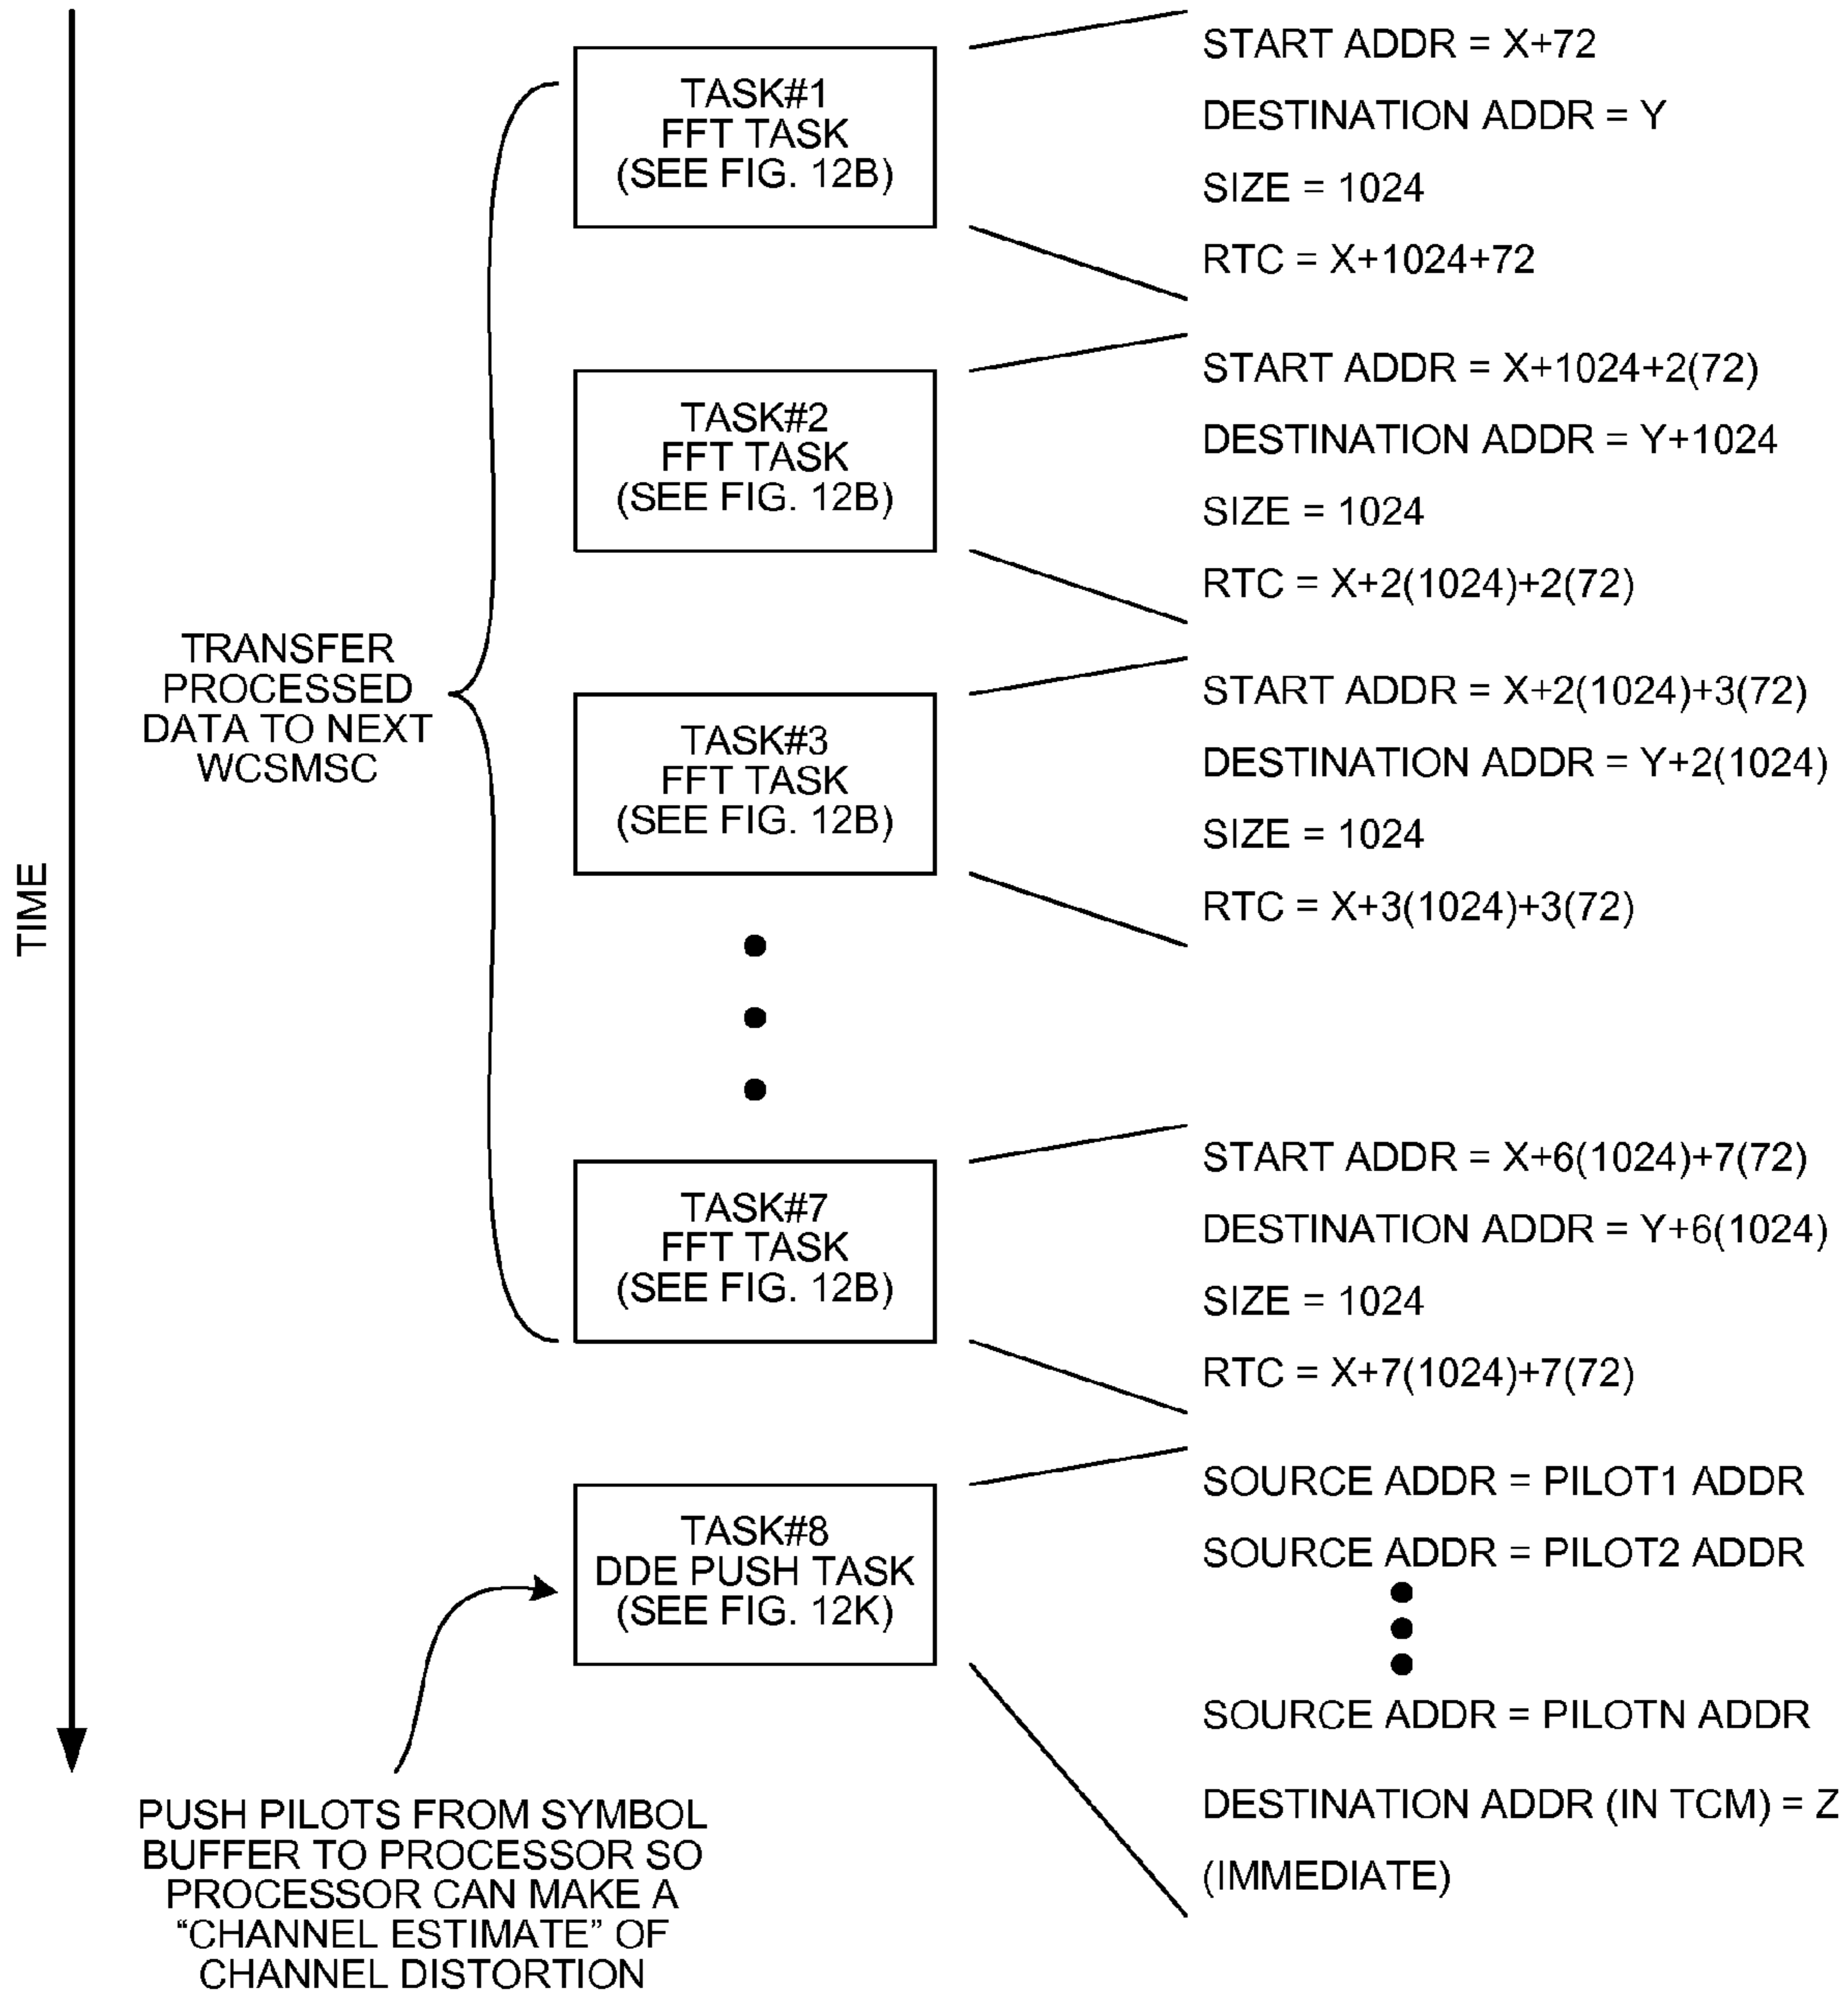 TIME
TRANSFER
PROCESSED
DATA TO NEXT
WCSMSC
TASK#1
FFT TASK
(SEE FIG. 12B)
START ADDR = X+72
DESTINATION ADDR = Y
SIZE = 1024
RTC = X+1024+72
TASK#2
FFT TASK
(SEE FIG. 12B)
START ADDR = X+1024+2(72)
DESTINATION ADDR = Y+1024
SIZE = 1024
RTC = X+2(1024)+2(72)
TASK#3
FFT TASK
(SEE FIG. 12B)
START ADDR = X+2(1024)+3(72)
DESTINATION ADDR = Y+2(1024)
SIZE = 1024
RTC = X+3(1024)+3(72)
TASK#7
FFT TASK
(SEE FIG. 12B)
START ADDR = X+6(1024)+7(72)
DESTINATION ADDR = Y+6(1024)
SIZE = 1024
RTC = X+7(1024)+7(72)
TASK#8
DDE PUSH TASK
(SEE FIG. 12K)
SOURCE ADDR = PILOT1 ADDR
SOURCE ADDR = PILOT2 ADDR
SOURCE ADDR = PILOTN ADDR
DESTINATION ADDR (IN TCM) = Z
(IMMEDIATE)
PUSH PILOTS FROM SYMBOL
BUFFER TO PROCESSOR SO
PROCESSOR CAN MAKE A
“CHANNEL ESTIMATE” OF
CHANNEL DISTORTION